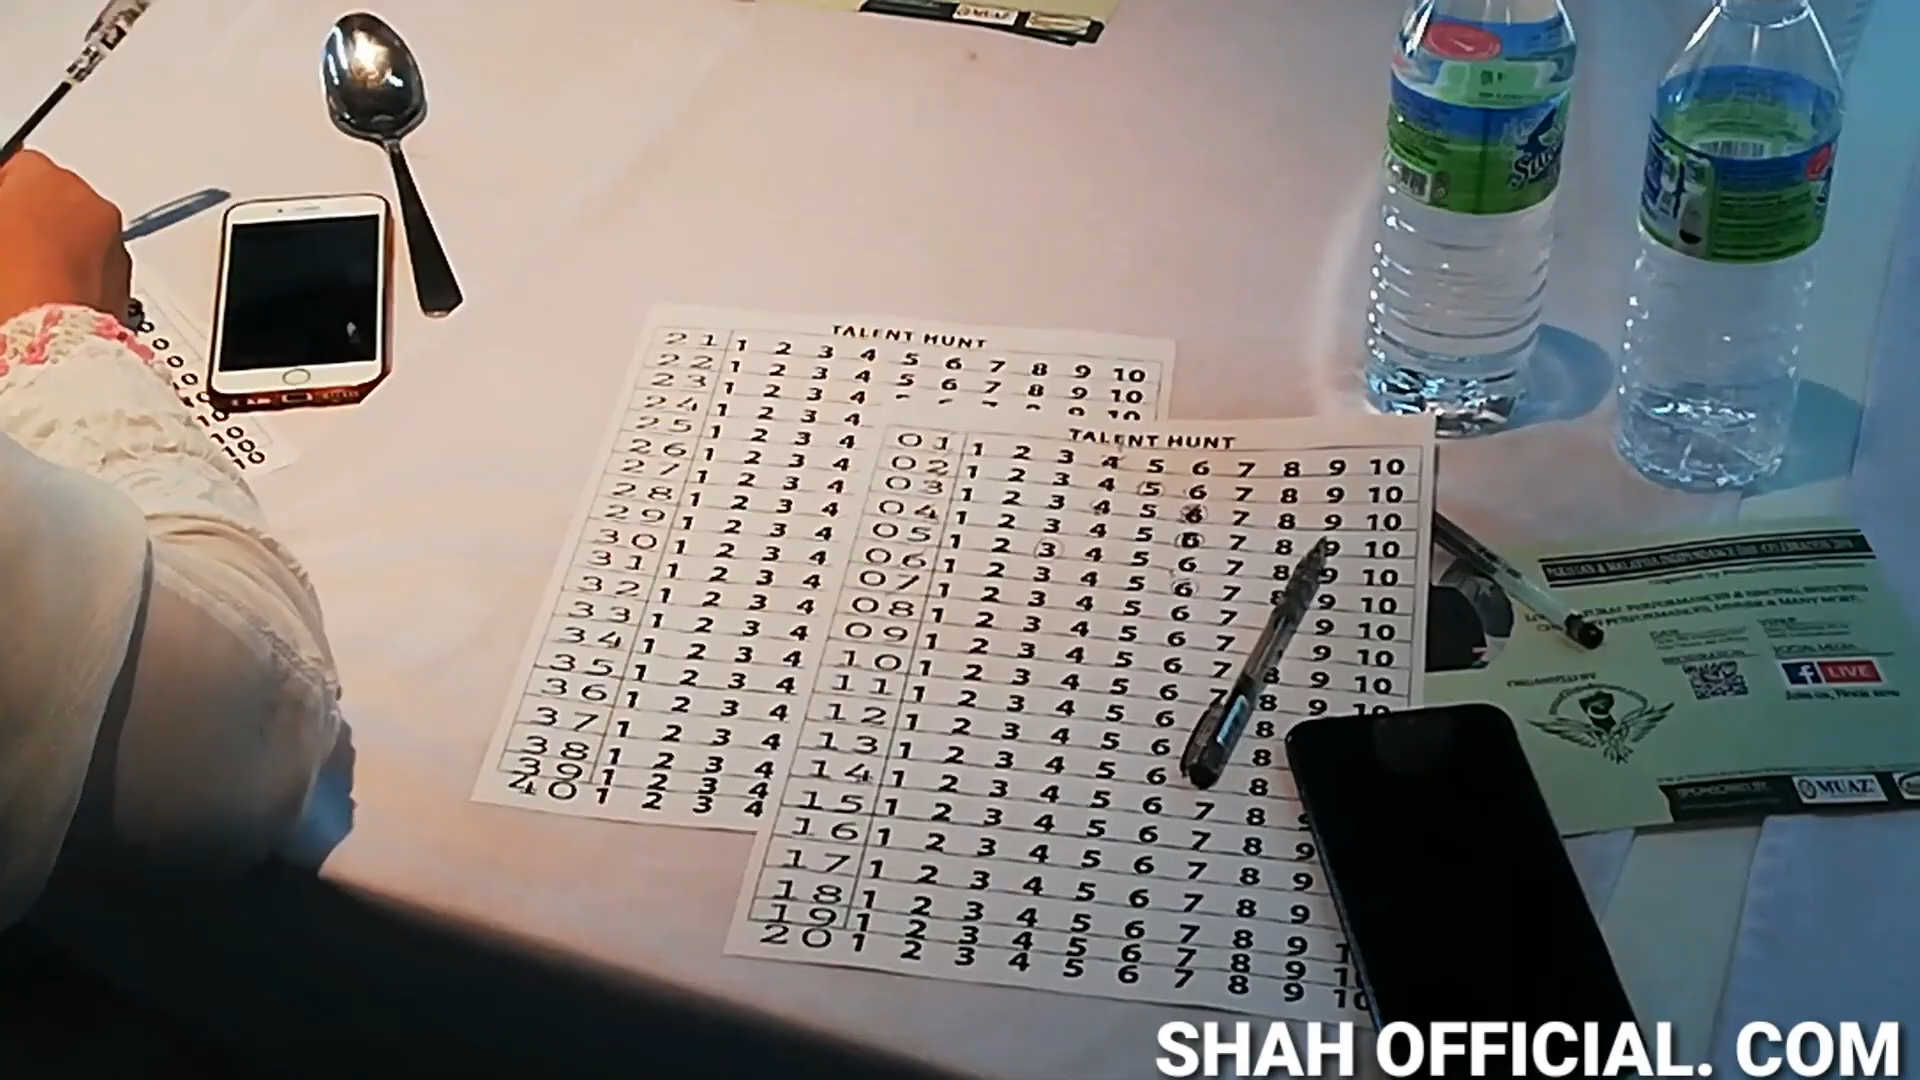 TALENT HUNT
21 1 2 3 4 5 6 7 8 9 10
22 1 2 3 4 5 6 7 8 9 10
23 1 2 3 4
24 1 2 3 4
25 1 2 3 4
26 1 2 3 4
27 1 2 3 4
28 1 2 3 4
29 1 2 3 4
30 1 2 3 4
31 1 2 3 4
32 1 2 3 4
33 1 2 3 4
34 1 2 3 4
35 1 2 3 4
36 1 2 3 4
37 1 2 3 4
38 1 2 3 4
39 1 2 3 4
40 1 2 3 4
TALENT HUNT
01 1 2 3 4 5 6 7 8 9 10
02 1 2 3 4 5 6 7 8 9 10
03 1 2 3 4 5 6 7 8 9 10
04 1 2 3 4 5 6 7 8 9 10
05 1 2 3 4 5 6 7 8 9 10
06 1 2 3 4 5 6 7 8 9 10
07 1 2 3 4 5 6 7 9 10
08 1 2 3 4 5 6 7 9 10
09 1 2 3 4 5 6 7 8 9 10
10 1 2 3 4 5 6 7 8
11 1 2 3 4 5 6 8
12 1 2 3 4 5 6 8
13 1 2 3 4 5 6 8
14 1 2 3 4 5 6 7 8
15 1 2 3 4 5 6 7 8 9
16 1 2 3 4 5 6 7 8 9
17 1 2 3 4 5 6 7 8 9
18 1 2 3 4 5 6 7 8 9
19 1 2 3 4 5 6 7 8 9
20 1 2 3 4 5 6 7 8 9 10
LIVE
MUAZ
SHAH OFFICIAL. COM